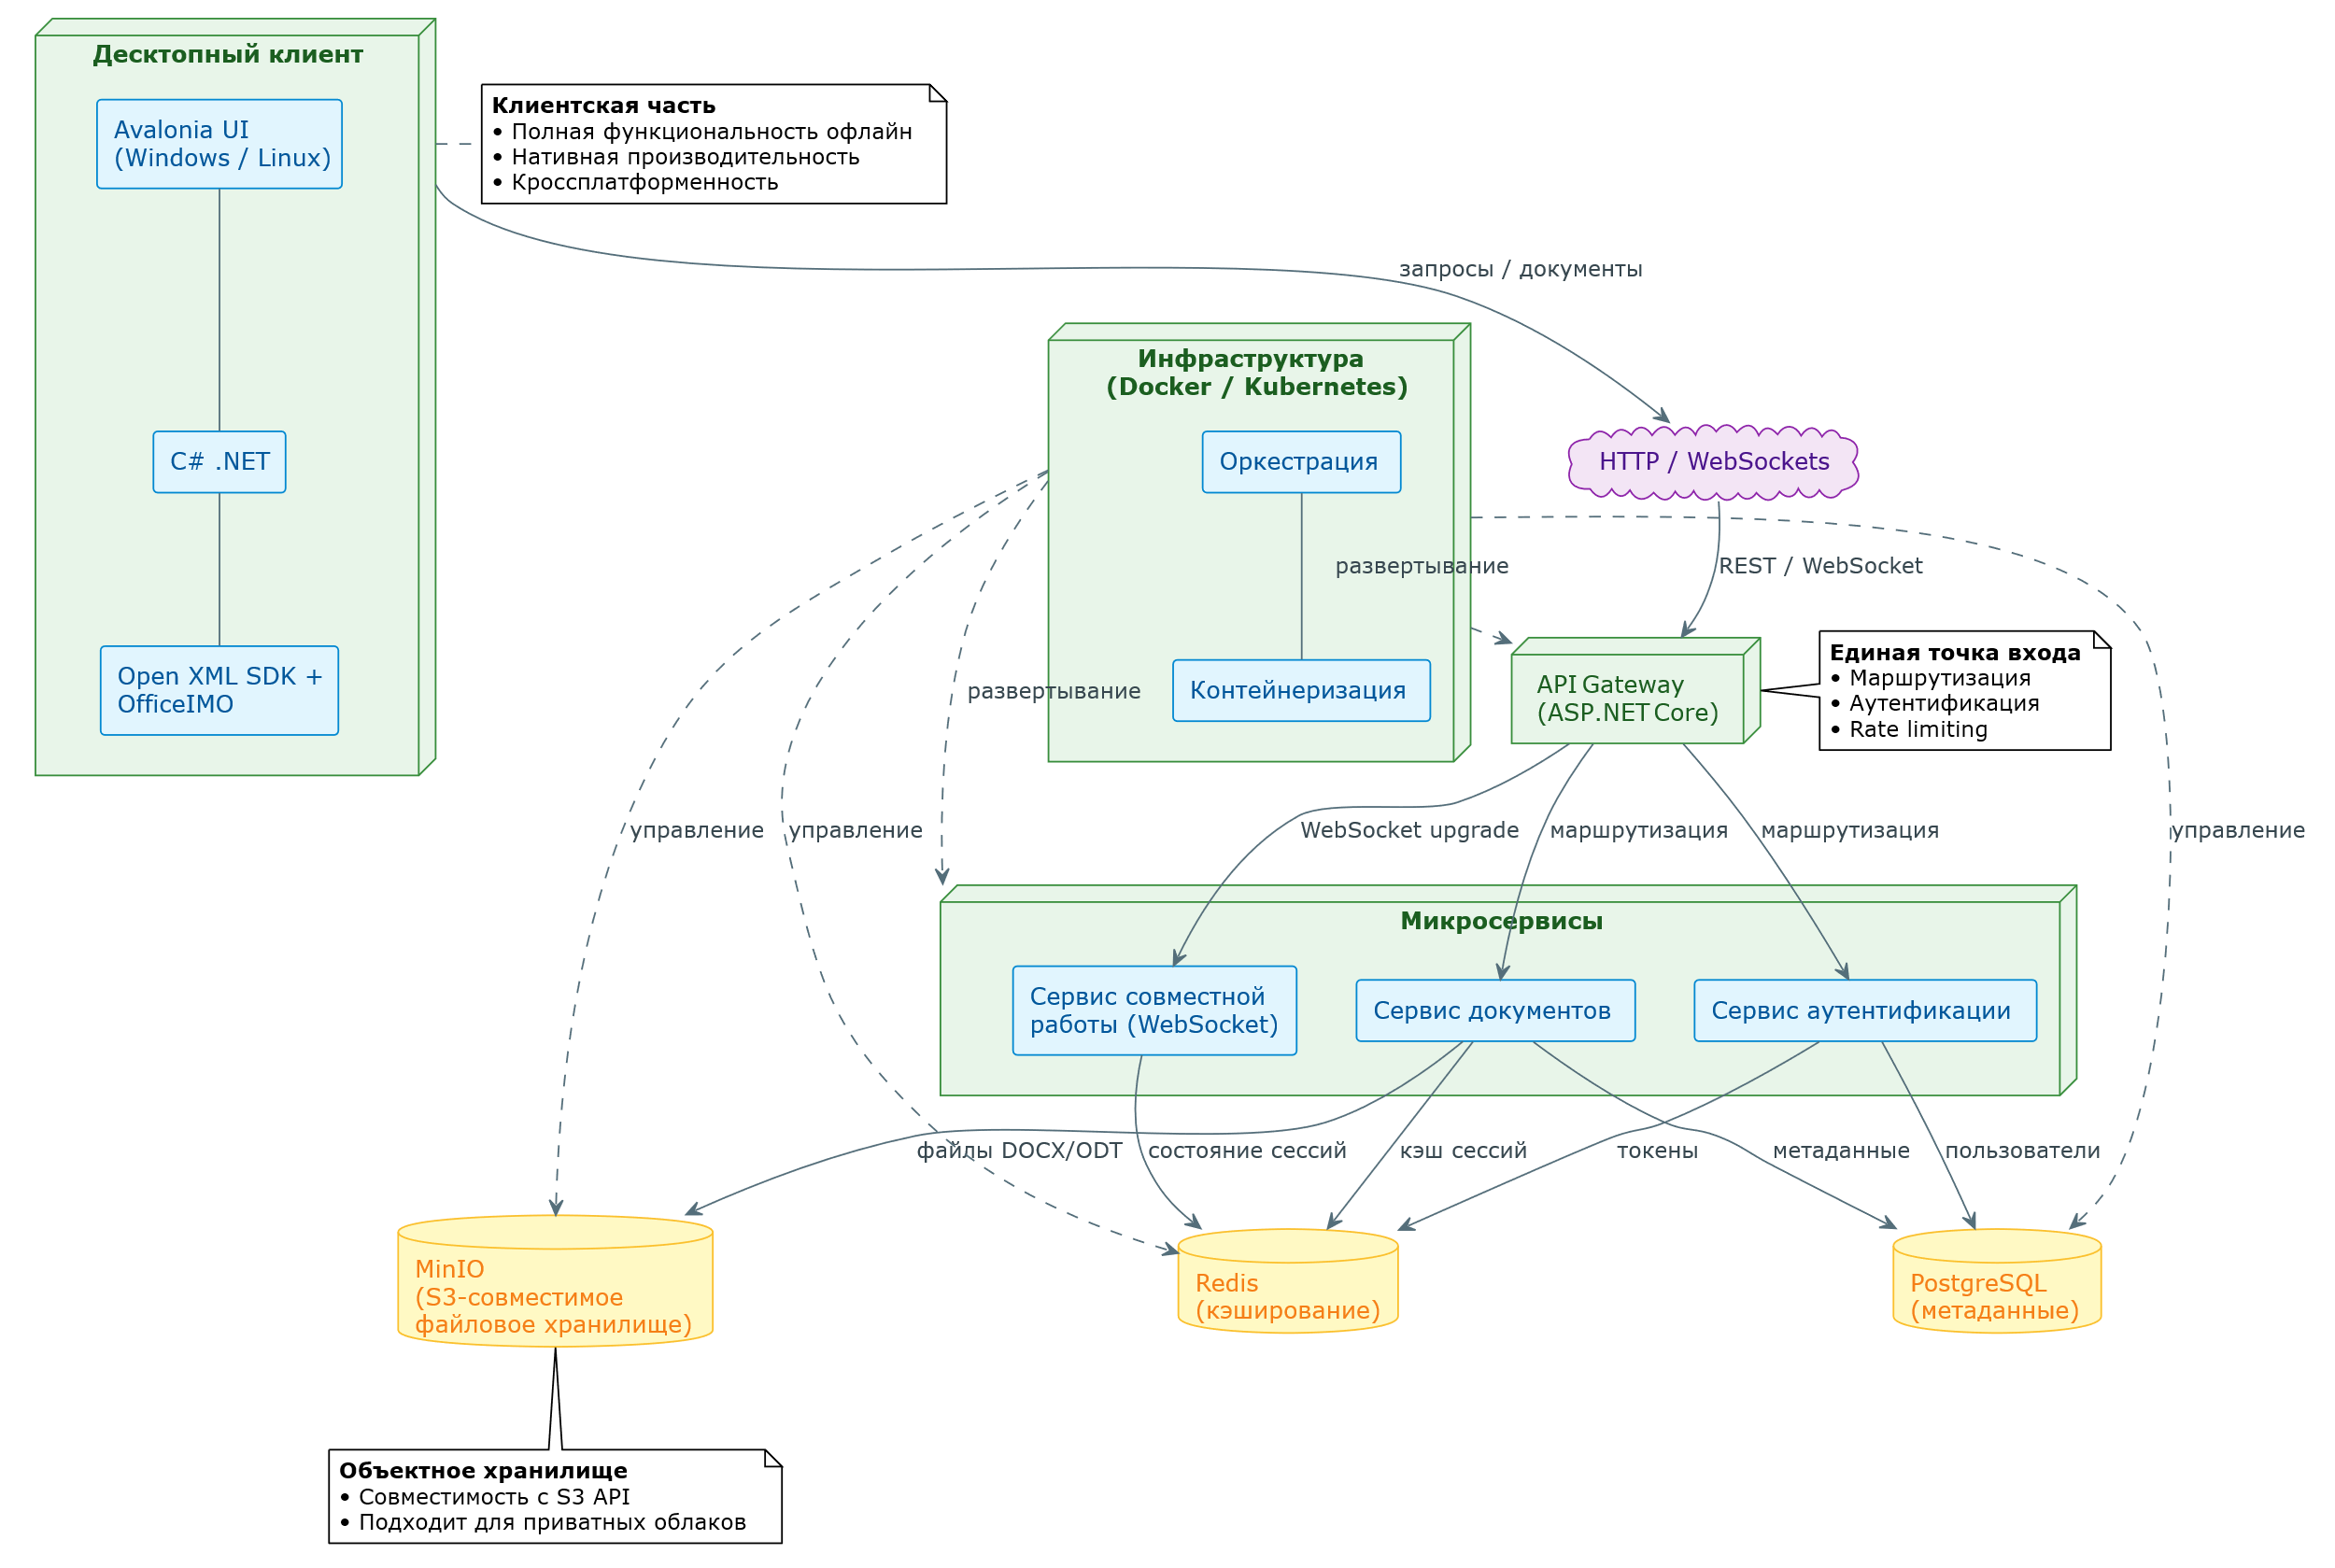 Десктопный клиент
Avalonia UI
(Windows / Linux)
C# .NET
Open XML SDK +
OfficeIMO
Клиентская часть
• Полная функциональность офлайн
• Нативная производительность
• Кроссплатформенность
запросы / документы
Инфраструктура
(Docker / Kubernetes)
Оркестрация
Контейнеризация
HTTP / WebSockets
развертывание
REST / WebSocket
развертывание
API Gateway
(ASP.NET Core)
Единая точка входа
• Маршрутизация
• Аутентификация
• Rate limiting
управление
управление
WebSocket upgrade
маршрутизация
маршрутизация
управление
Микросервисы
Сервис совместной
работы (WebSocket)
Сервис документов
Сервис аутентификации
файлы DOCX/ODT
состояние сессий
кэш сессий
токены
метаданные
пользователи
MinIO
(S3-совместимое
файловое хранилище)
Redis
(кэширование)
PostgreSQL
(метаданные)
Объектное хранилище
• Совместимость с S3 API
• Подходит для приватных облаков